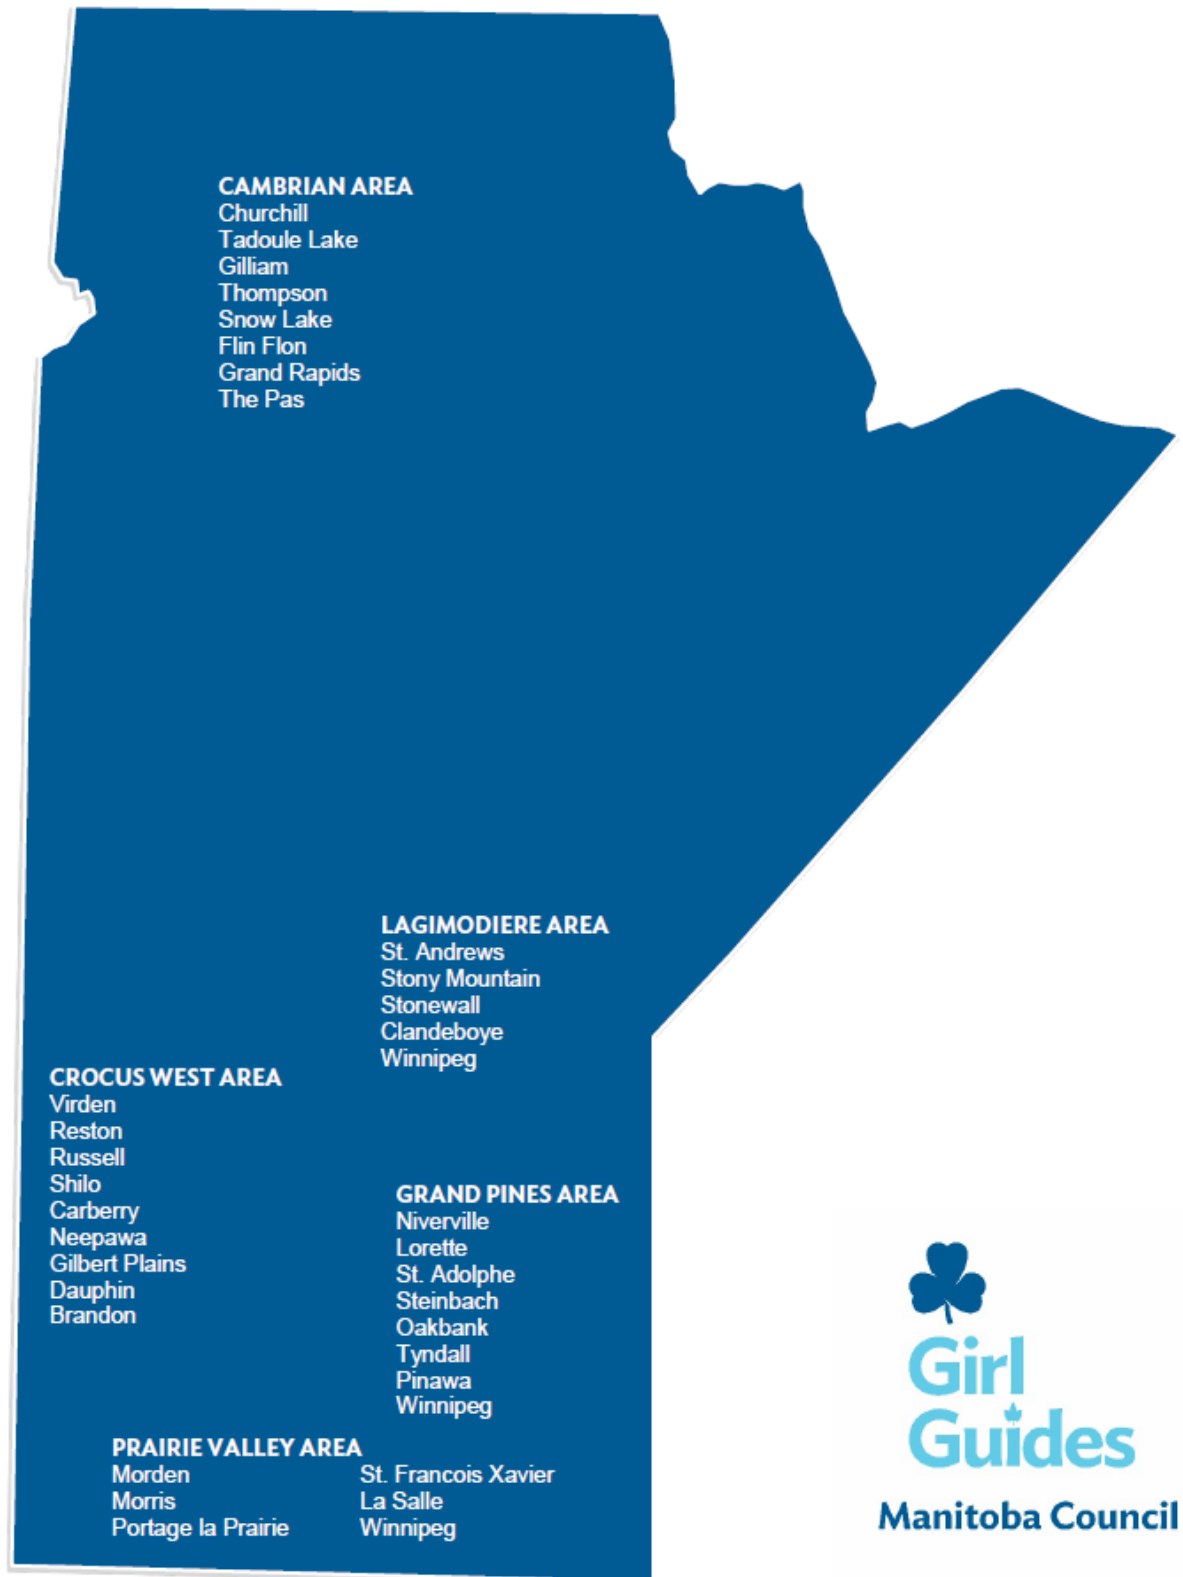 CAMBRIAN AREA
Churchill
Tadoule Lake
Gilliam
Thompson
Snow Lake
Flin Flon
Grand Rapids
The Pas
LAGIMODIERE AREA
St. Andrews
Stony Mountain
Stonewall
Clandeboye
Winnipeg
CROCUS WEST AREA
Virden
Reston
Russell
Shilo
Carberry
Neepawa
Gilbert Plains
Dauphin
Brandon
GRAND PINES AREA
Niverville
Lorette
St. Adolphe
Steinbach
Oakbank
Tyndall
Pinawa
Winnipeg
PRAIRIE VALLEY AREA
Morden
Morris
Portage la Prairie
St. Francois Xavier
La Salle
Winnipeg
Girl
Guides
Manitoba Council